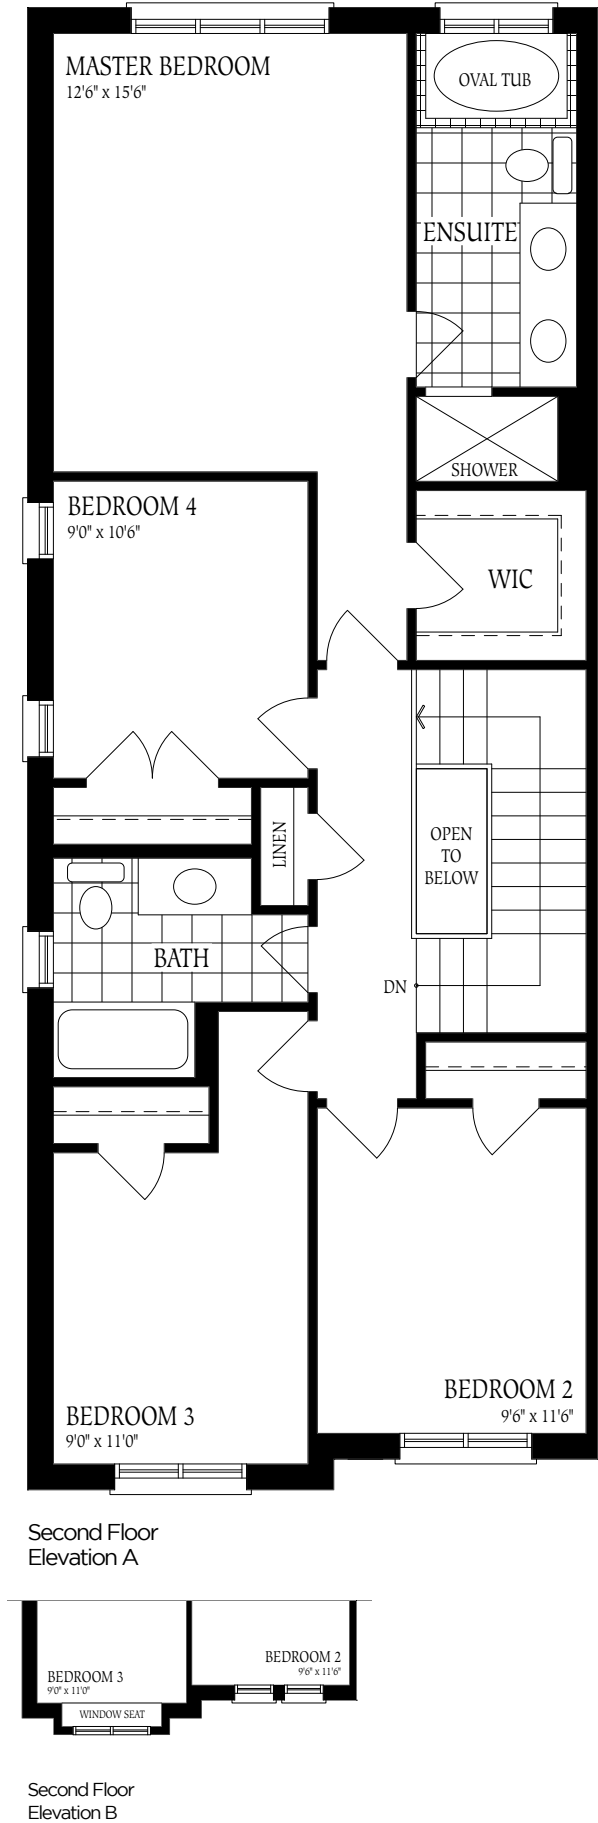 MASTER BEDROOM
12'6" x 15'6"
OVAL TUB
ENSUITE
SHOWER
BEDROOM 4
9'0" x 10'6"
WIC
LINEN
OPEN
TO
BELOW
BATH
DN
BEDROOM 2
9'6" x 11'6"
BEDROOM 3
9'0" x 11'0"
Second Floor
Elevation A
BEDROOM 2
9'6" x 11'6"
BEDROOM 3
9'0" x 11'0"
WINDOW SEAT
Second Floor
Elevation B